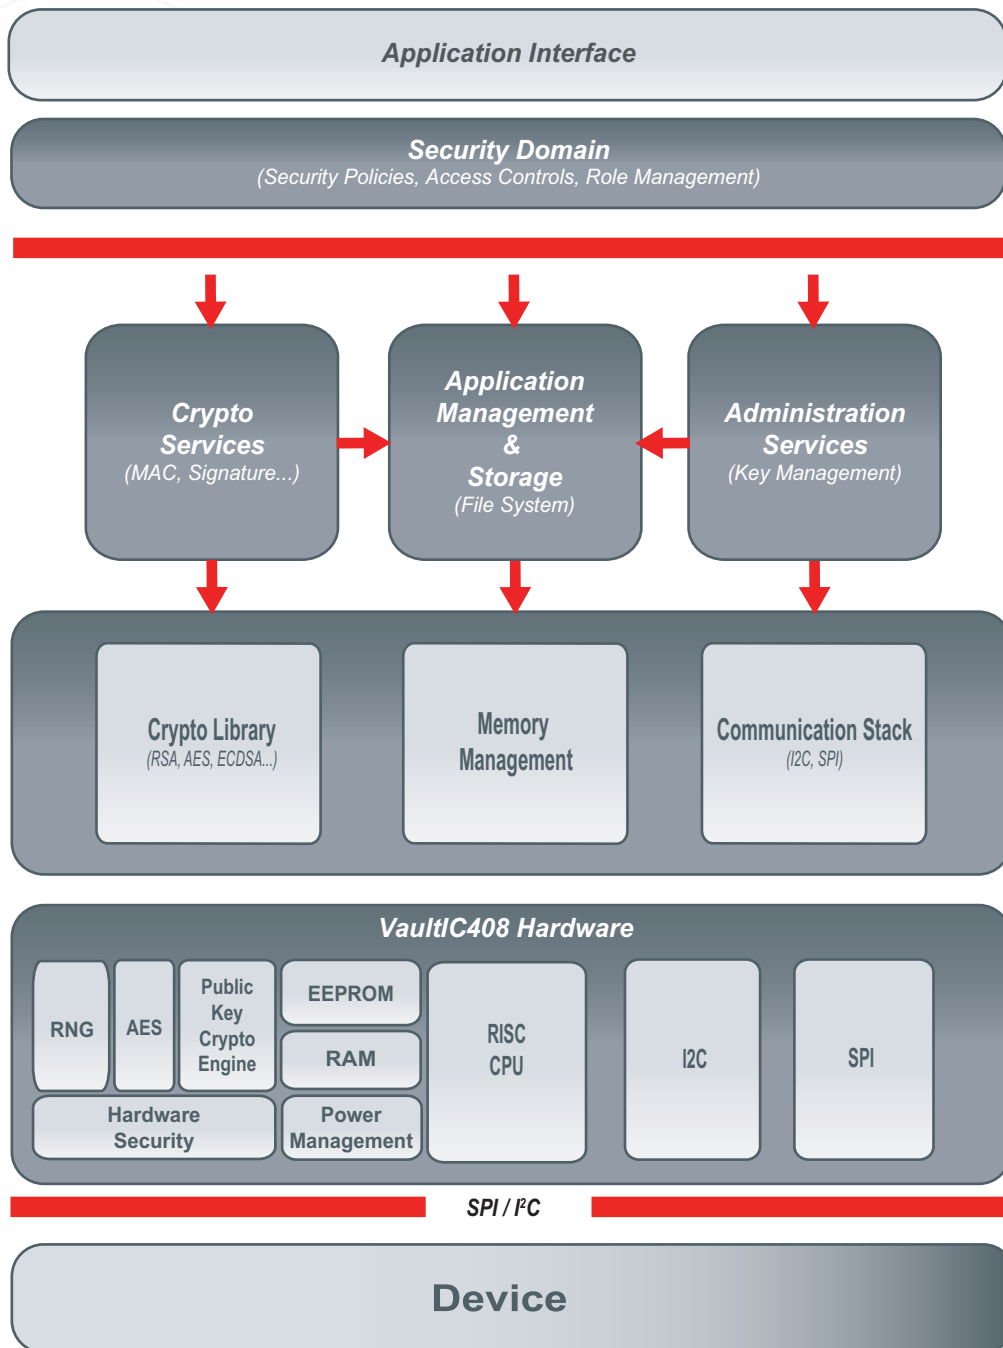 Application Interface
Security Domain
(Security Policies, Access Controls, Role Management)
Crypto
Services
(MAC, Signature...)
Application
Management
&
Storage
(File System)
Administration
Services
(Key Management)
Crypto Library
(RSA, AES, ECDSA...)
Memory
Management
Communication Stack
(I2C, SPI)
VaultIC408 Hardware
RNG
AES
Public
Key
Crypto
Engine
Hardware
Security
EEPROM
RAM
Power
Management
RISC
CPU
I2C
SPI
SPI / I²C
Device